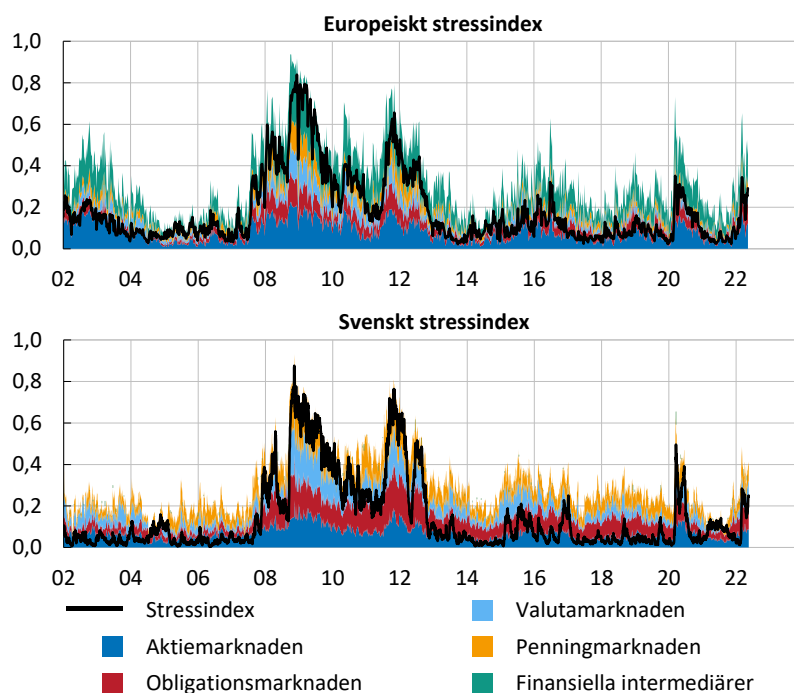 Europeiskt stressindex
1,0
0,8
0,6
0,4
0,2
0,0
02 04 06 08 10 12 14 16 18 20 22
Svenskt stressindex
1,0
0,8
0,6
0,4
0,2
0,0
02 04 06 08 10 12 14 16 18 20 22
Stressindex Valutamarknaden
Aktiemarknaden Penningmarknaden
Obligationsmarknaden Finansiella intermediärer